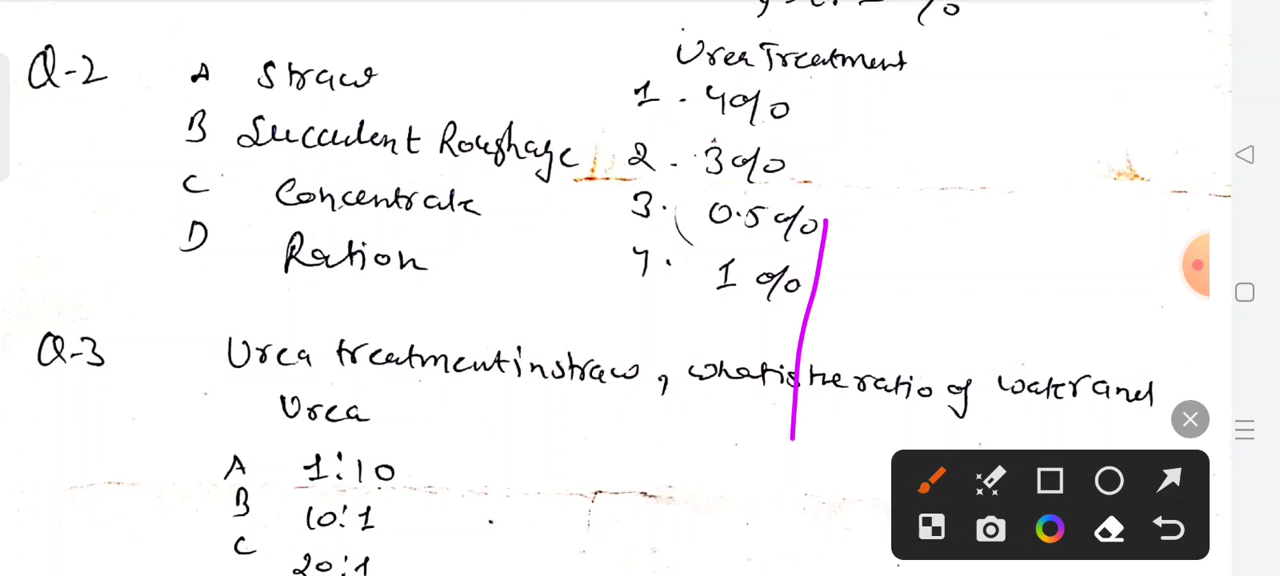 Urea Treatment
Q-2 A Straw 1. 4%
B Succulent Roughage 2. 3%
C Concentrate 3. 0.5%
D Ration 4. 1%
Q-3 Urea treatment in straw, what is the ratio of water and
Urea
A 1:10
B 10:1
C 20:1